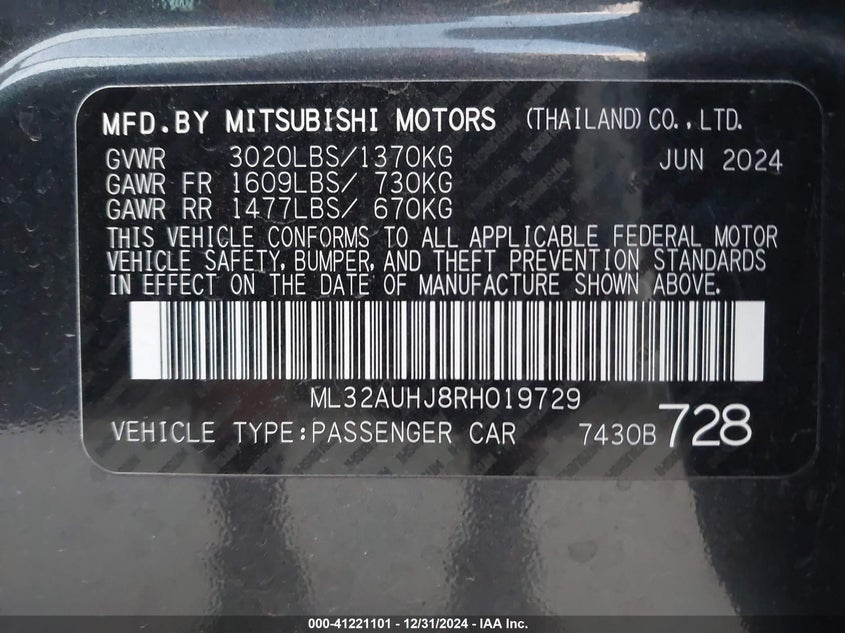 MFD.BY MITSUBISHI MOTORS (THAILAND) CO.,LTD.
GVWR 3020LBS/1370KG JUN 2024
GAWR FR 1609LBS/ 730KG
GAWR RR 1477LBS/ 670KG
THIS VEHICLE CONFORMS TO ALL APPLICABLE FEDERAL MOTOR
VEHICLE SAFETY, BUMPER, AND THEFT PREVENTION STANDARDS
IN EFFECT ON THE DATE OF MANUFACTURE SHOWN ABOVE.
ML32AUHJ8RH019729
VEHICLE TYPE:PASSENGER CAR 7430B 728
000-41221101 - 12/31/2024 - IAA Inc.